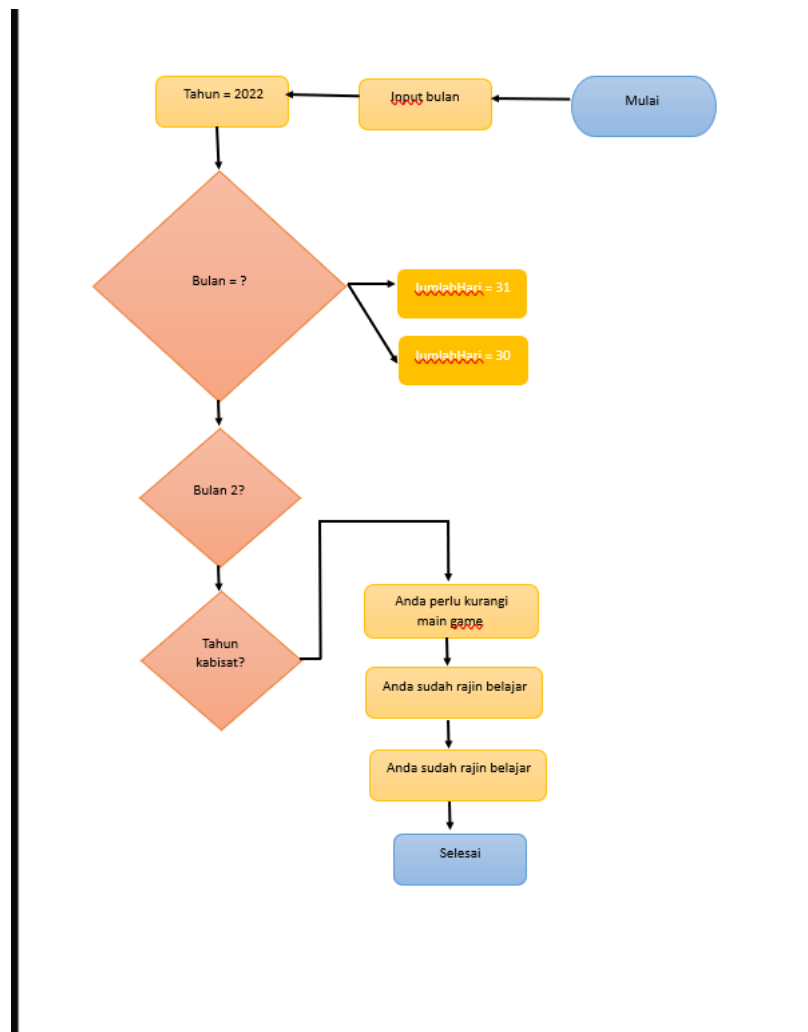 Mulai
Input bulan
Tahun = 2022
Bulan = ?
JumlahHari = 31
JumlahHari = 30
Bulan 2?
Tahun
kabisat?
Anda perlu kurangi
main game
Anda sudah rajin belajar
Anda sudah rajin belajar
Selesai